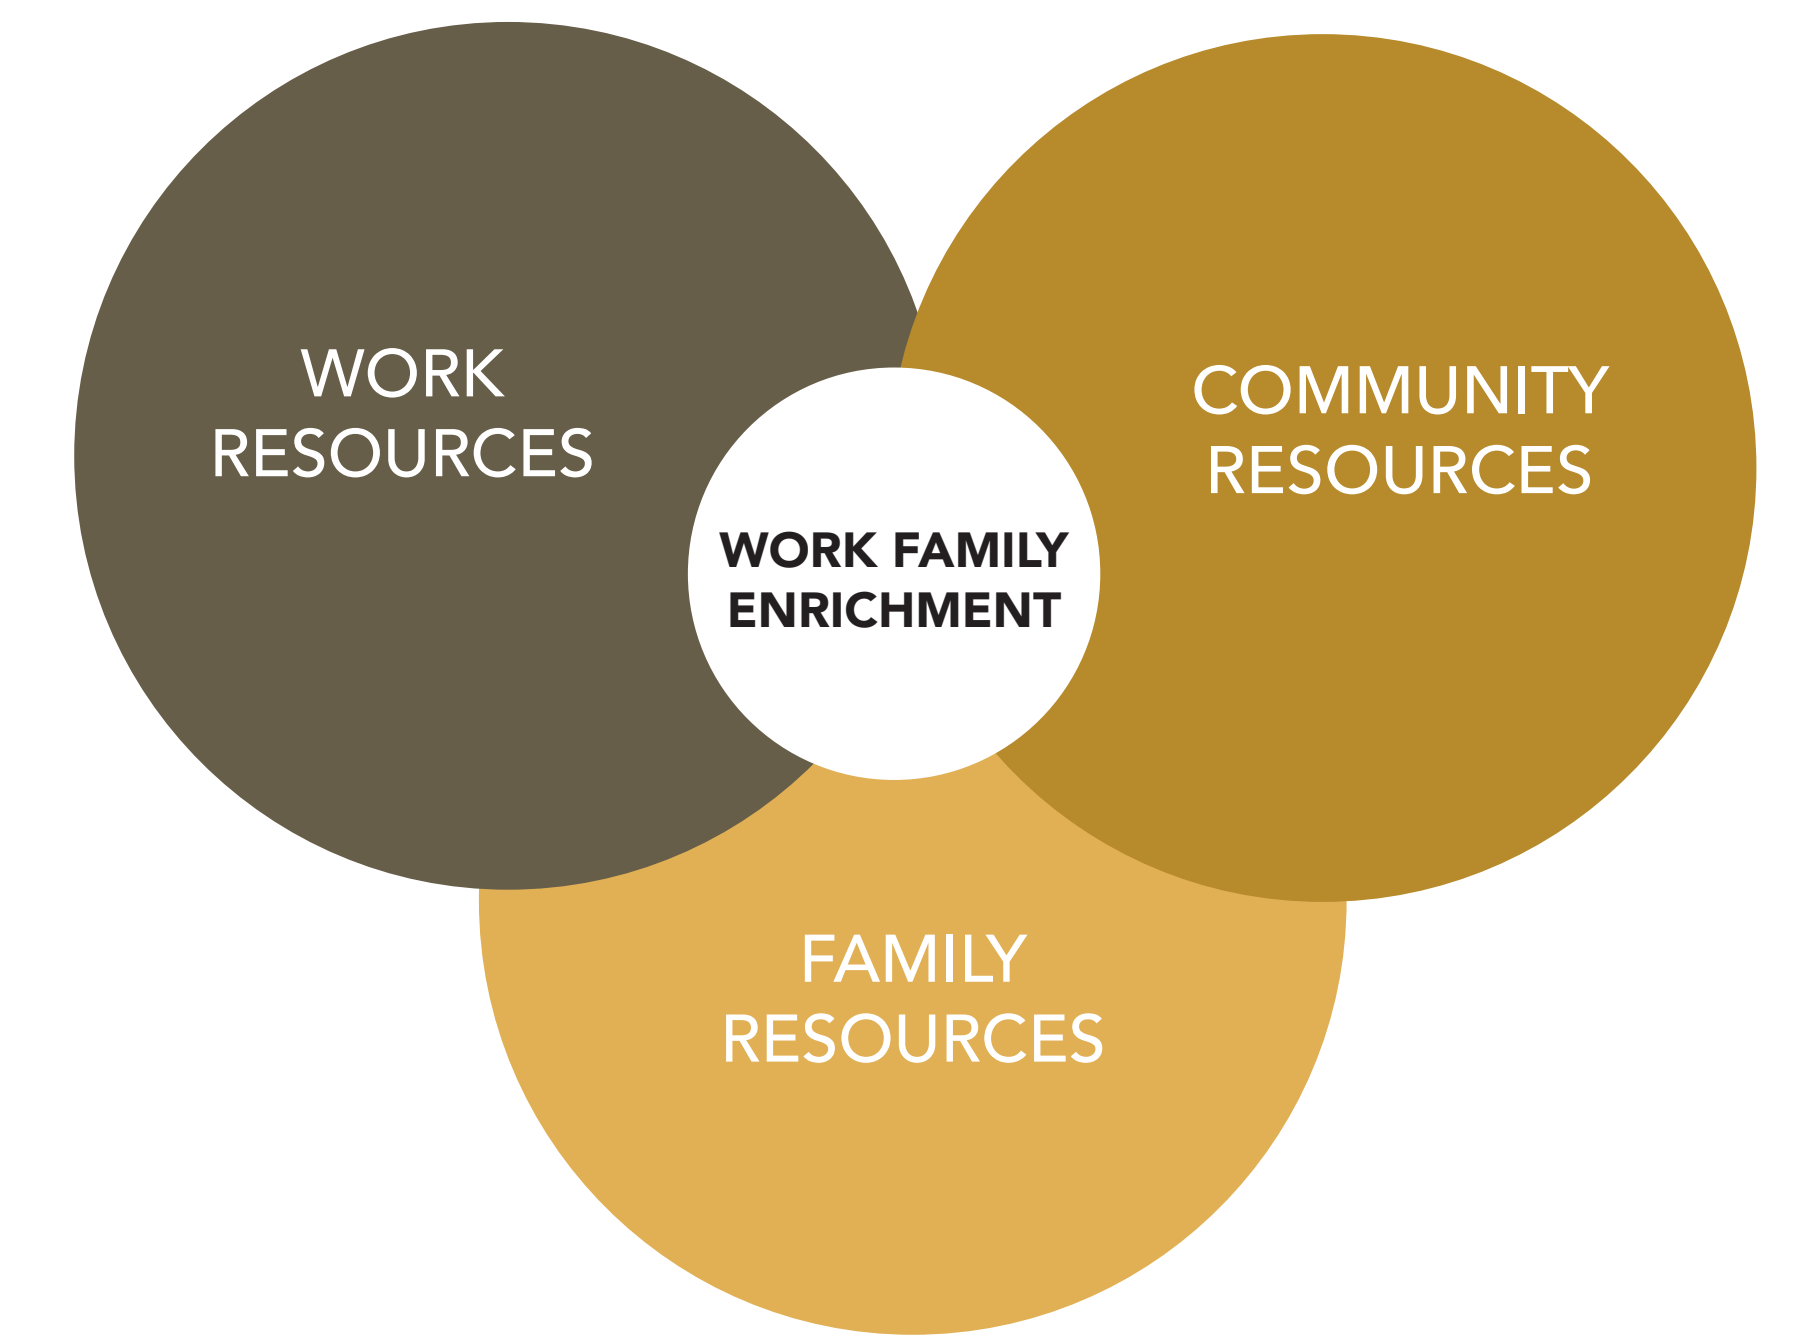 WORK
RESOURCES
COMMUNITY
RESOURCES
WORK FAMILY
ENRICHMENT
FAMILY
RESOURCES